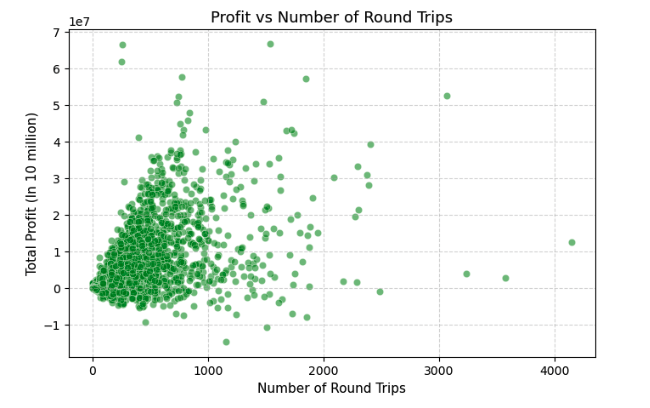 Profit vs Number of Round Trips
1e7
7
6
5
4
3
2
1
0
−1
Total Profit (In 10 million)
0 1000 2000 3000 4000
Number of Round Trips